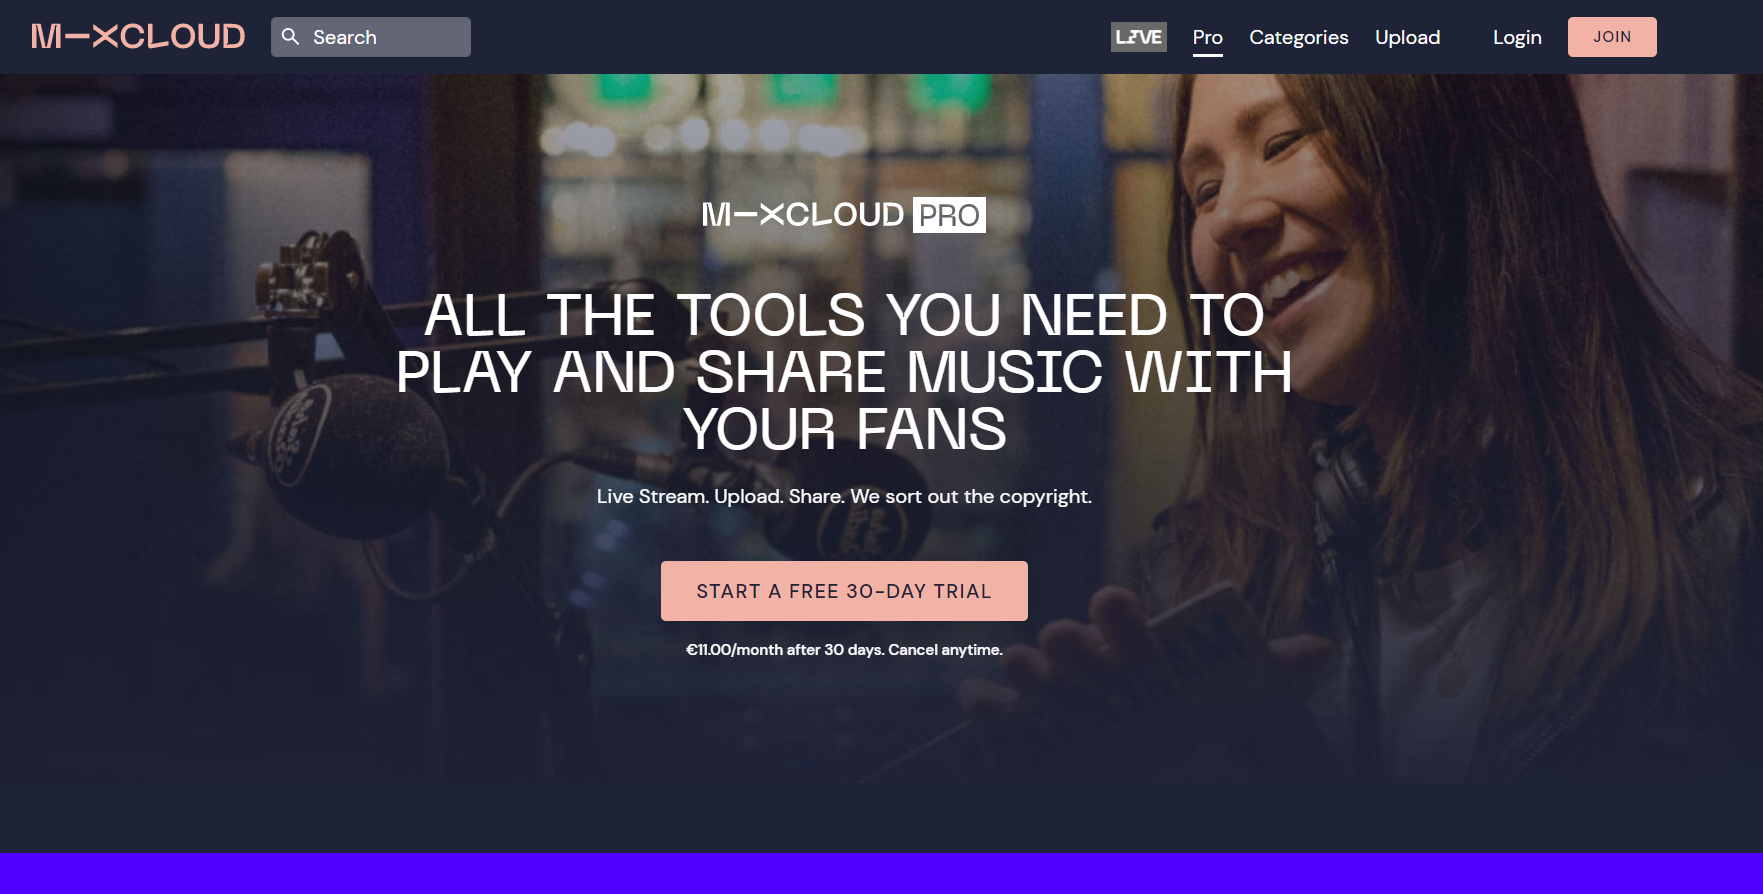 M–XCLOUD
Search
LIVE
Pro
Categories
Upload
Login
JOIN
M–XCLOUD PRO
ALL THE TOOLS YOU NEED TO
PLAY AND SHARE MUSIC WITH
YOUR FANS
Live Stream. Upload. Share. We sort out the copyright.
START A FREE 30-DAY TRIAL
€11.00/month after 30 days. Cancel anytime.